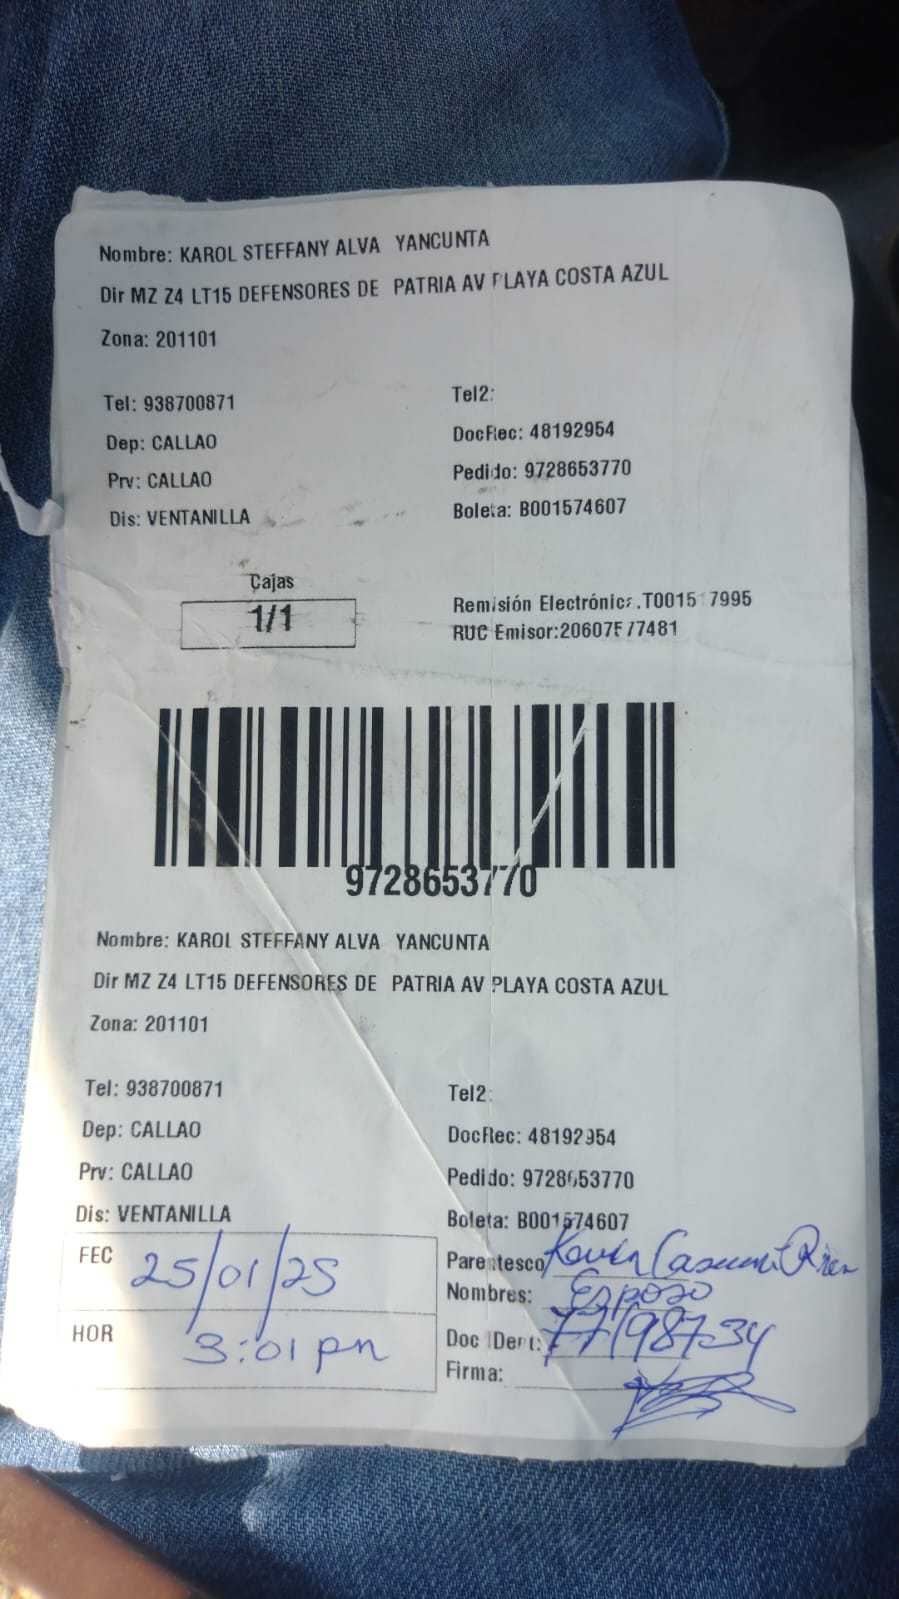 Nombre: KAROL STEFFANY ALVA YANCUNTA
Dir MZ Z4 LT15 DEFENSORES DE PATRIA AV PLAYA COSTA AZUL
Zona: 201101
Tel: 938700871 Tel2:
Dep: CALLAO DocRec: 48192954
Prv: CALLAO Pedido: 9728653770
Dis: VENTANILLA Boleta: B001574607
Cajas
1/1
Remisión Electrónica.
RUC Emisor:
9728653770
Nombre: KAROL STEFFANY ALVA YANCUNTA
Dir MZ Z4 LT15 DEFENSORES DE PATRIA AV PLAYA COSTA AZUL
Zona: 201101
Tel: 938700871 Tel2:
Dep: CALLAO DocRec: 48192954
Prv: CALLAO Pedido: 9728653770
Dis: VENTANILLA Boleta: B001574607
FEC 25/01/25
Parentesco
Nombres: Esposo
HOR 3:01 pm
Doc IDent: 77198734
Firma: